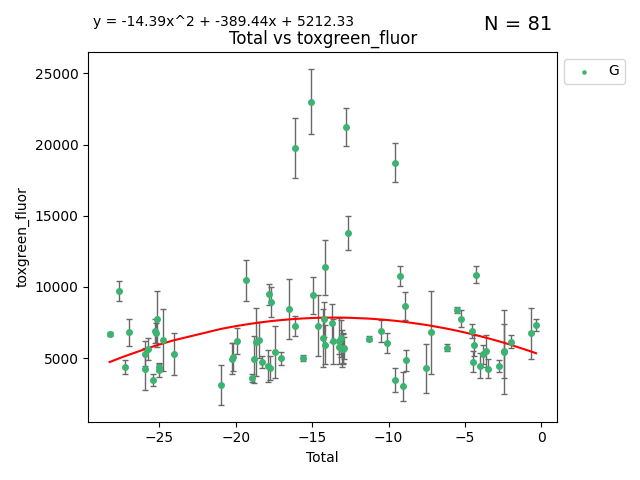 y = -14.39x^2 + -389.44x + 5212.33
N = 81
Total vs toxgreen_fluor
G
25000
20000
15000
10000
5000
toxgreen_fluor
−25 −20 −15 −10 −5 0
Total